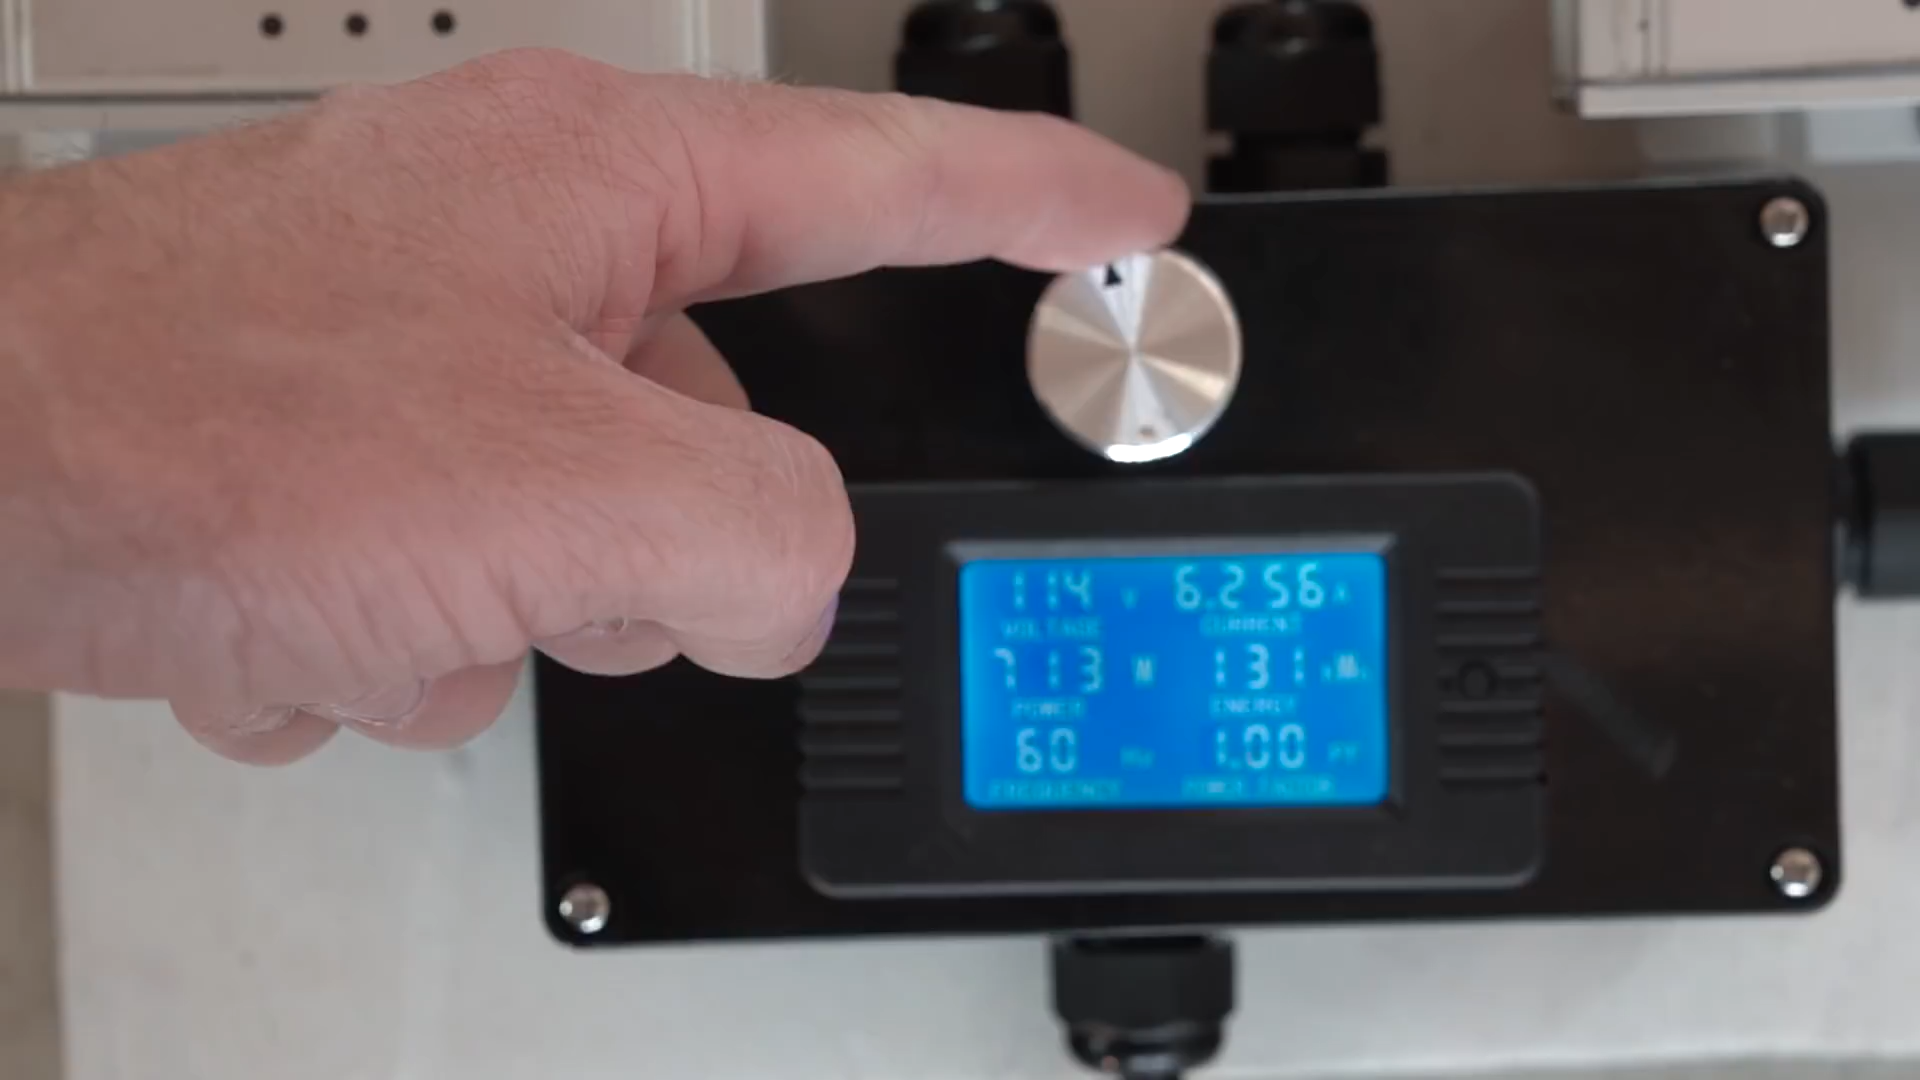 114 V 6.256 A
VOLTAGE CURRENT
713 W 131 kWh
POWER ENERGY
60 Hz 1.00 PF
FREQUENCY POWER FACTOR